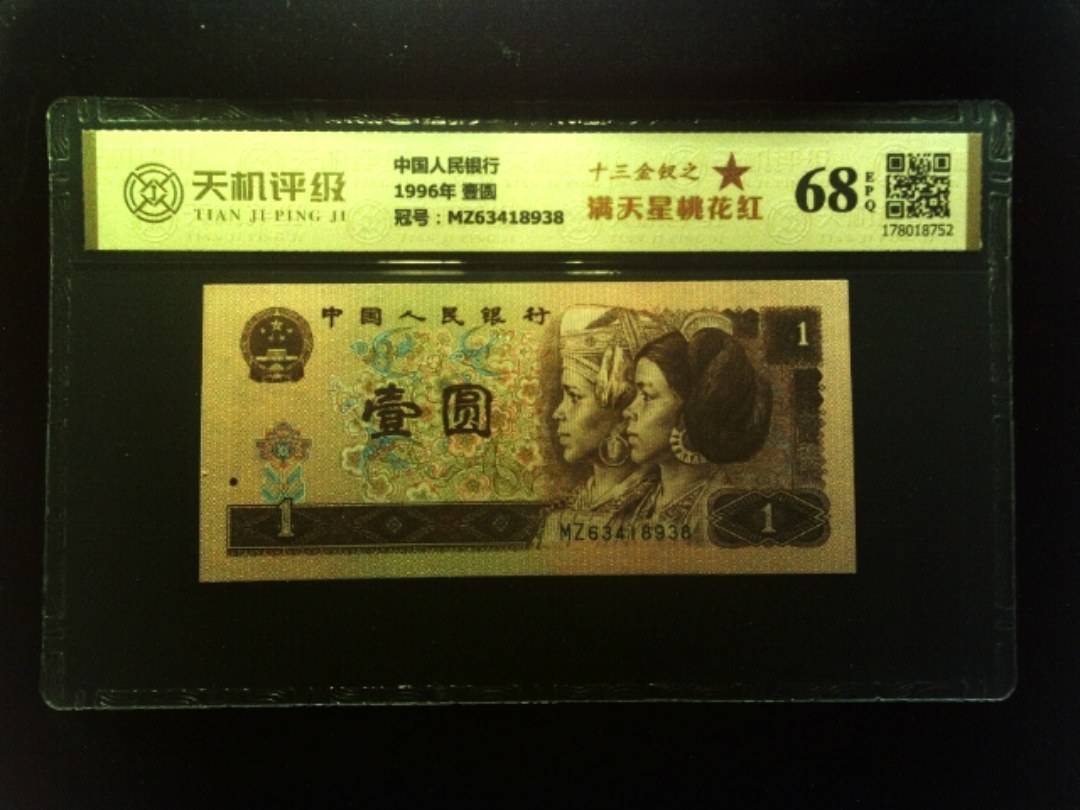 天机评级
TIAN JI PING JI
中国人民银行
1996年 壹圆
冠号：MZ63418938
十三金钗之
满天星桃花红
68
EPQ
178018752
中国人民银行
1
壹圆
1
MZ63418938
1